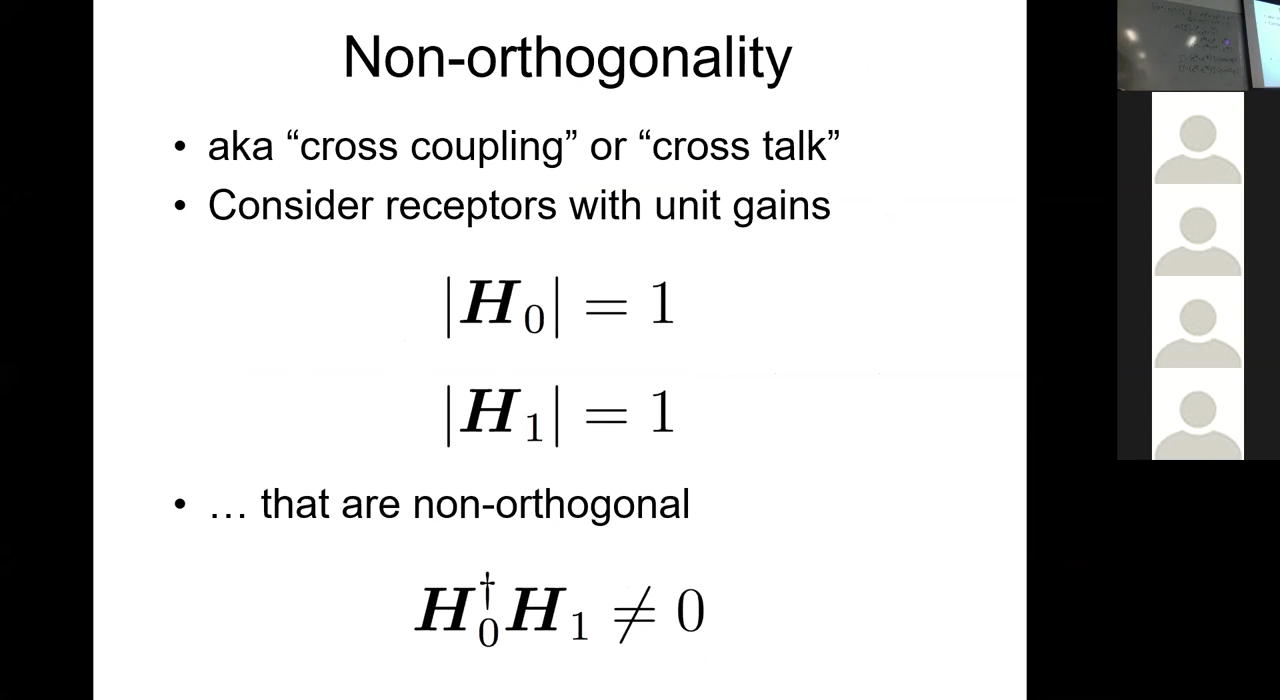 Non-orthogonality
• aka “cross coupling” or “cross talk”
• Consider receptors with unit gains
|H₀| = 1
|H₁| = 1
• … that are non-orthogonal
H₀†H₁ ≠ 0